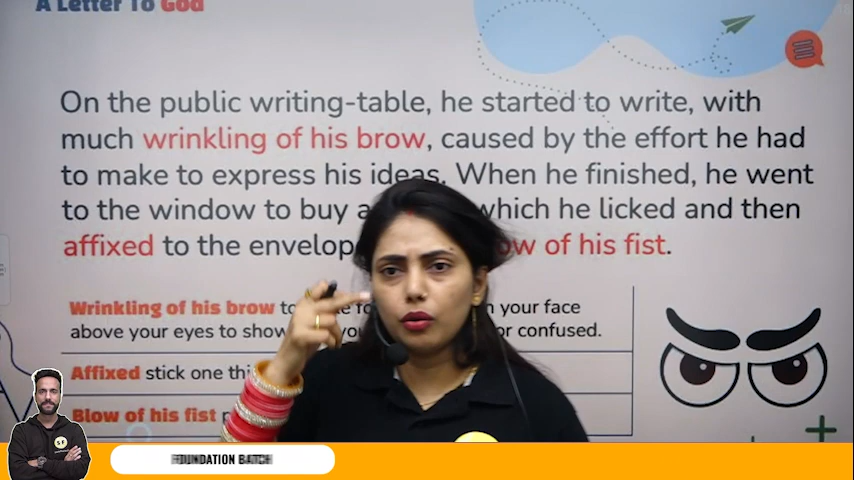 A Letter To God
On the public writing-table, he started to write, with
much wrinkling of his brow, caused by the effort he had
to make to express his ideas. When he finished, he went
to the window to buy a which he licked and then
affixed to the envelop of his fist.
Wrinkling of his brow your face
above your eyes to show or confused.
Affixed stick one
Blow of his fist
FOUNDATION BATCH